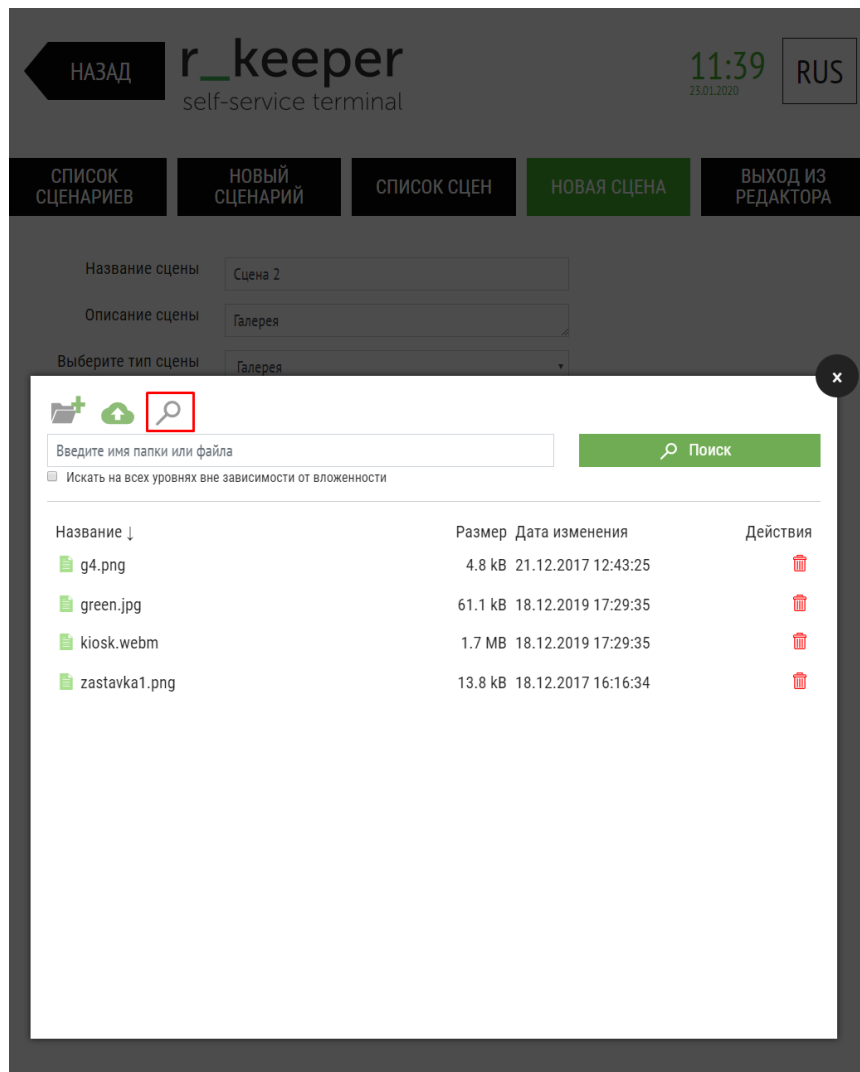 НАЗАД
r_keeper
self-service terminal
11:39
23.01.2020
RUS
СПИСОК
СЦЕНАРИЕВ
НОВЫЙ
СЦЕНАРИЙ
СПИСОК СЦЕН
НОВАЯ СЦЕНА
ВЫХОД ИЗ
РЕДАКТОРА
Название сцены
Сцена 2
Описание сцены
Галерея
Выберите тип сцены
Галерея
x
Введите имя папки или файла
Поиск
Искать на всех уровнях вне зависимости от вложенности
Название ↓ Размер Дата изменения Действия
g4.png 4.8 kB 21.12.2017 12:43:25
green.jpg 61.1 kB 18.12.2019 17:29:35
kiosk.webm 1.7 MB 18.12.2019 17:29:35
zastavka1.png 13.8 kB 18.12.2017 16:16:34